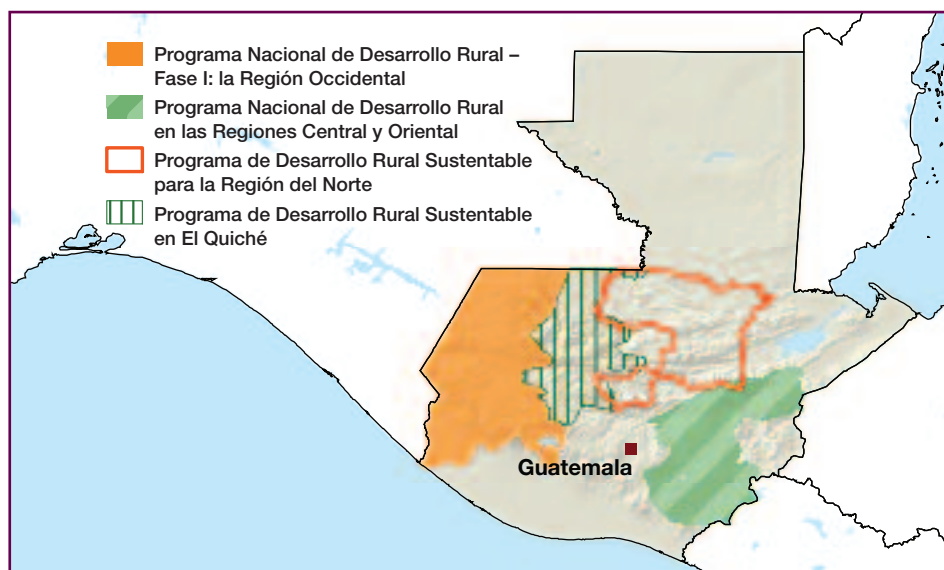 Programa Nacional de Desarrollo Rural –
Fase I: la Región Occidental
Programa Nacional de Desarrollo Rural
en las Regiones Central y Oriental
Programa de Desarrollo Rural Sustentable
para la Región del Norte
Programa de Desarrollo Rural Sustentable
en El Quiché
Guatemala